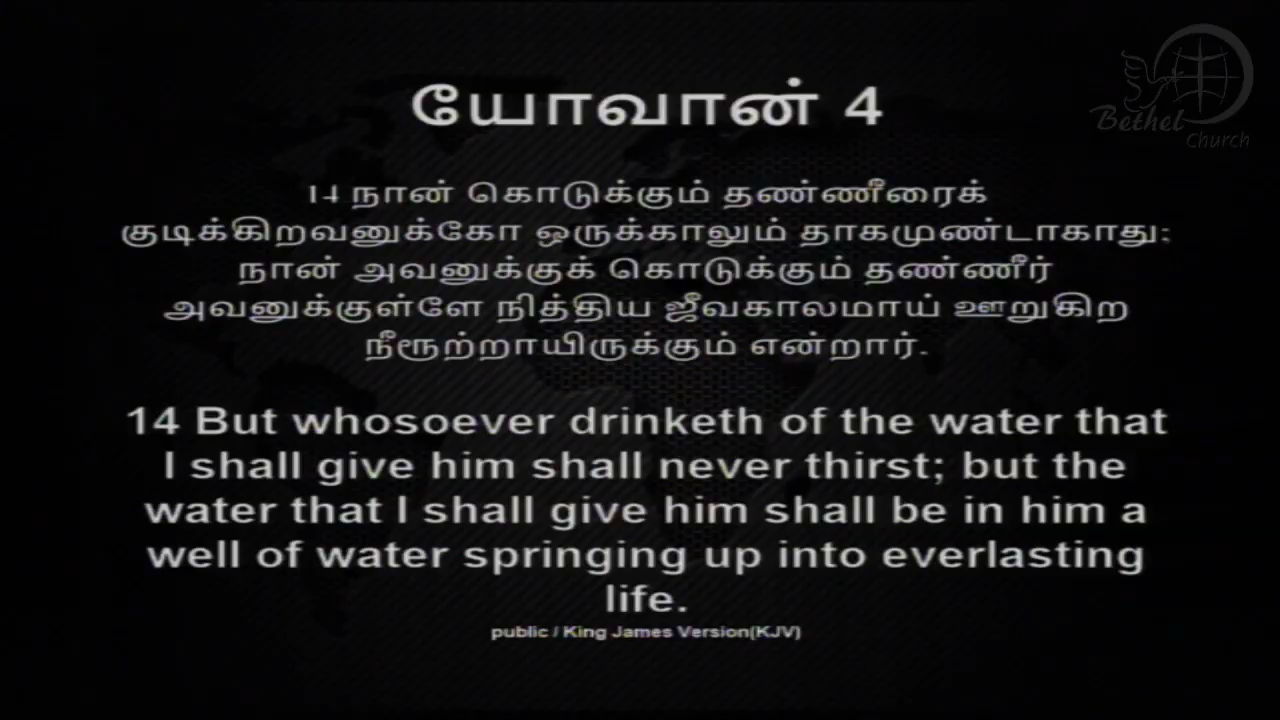 Bethel
Church
யோவான் 4
14 நான் கொடுக்கும் தண்ணீரைக்
குடிக்கிறவனுக்கோ ஒருக்காலும் தாகமுண்டாகாது;
நான் அவனுக்குக் கொடுக்கும் தண்ணீர்
அவனுக்குள்ளே நித்திய ஜீவகாலமாய் ஊறுகிற
நீரூற்றாயிருக்கும் என்றார்.
14 But whosoever drinketh of the water that
I shall give him shall never thirst; but the
water that I shall give him shall be in him a
well of water springing up into everlasting
life.
public / King James Version(KJV)